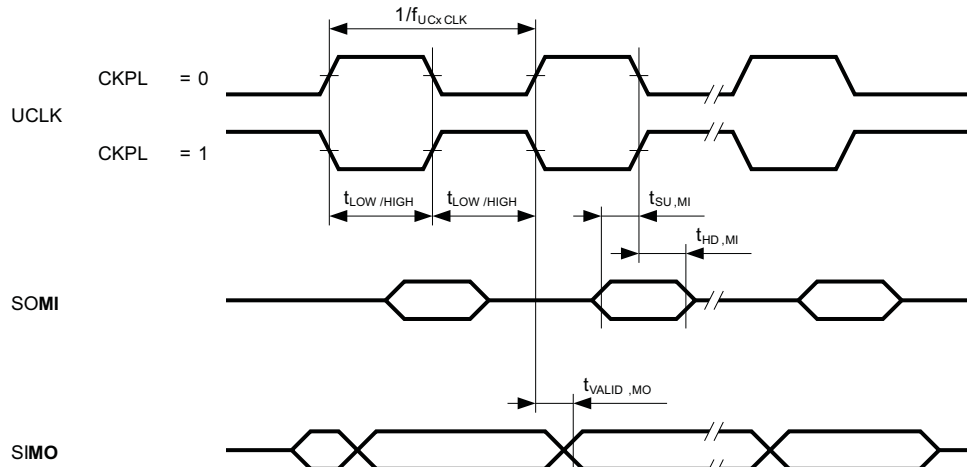 1/fUCxCLK
CKPL = 0
UCLK
CKPL = 1
tLOW /HIGH tLOW /HIGH tSU,MI
tHD,MI
SOMI
tVALID ,MO
SIMO